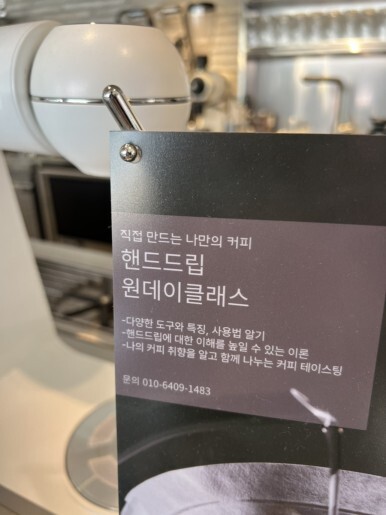 직접 만드는 나만의 커피
핸드드립
원데이클래스
-다양한 도구와 특징, 사용법 알기
-핸드드립에 대한 이해를 높일 수 있는 이론
-나의 커피 취향을 알고 함께 나누는 커피 테이스팅
문의 010-6409-1483